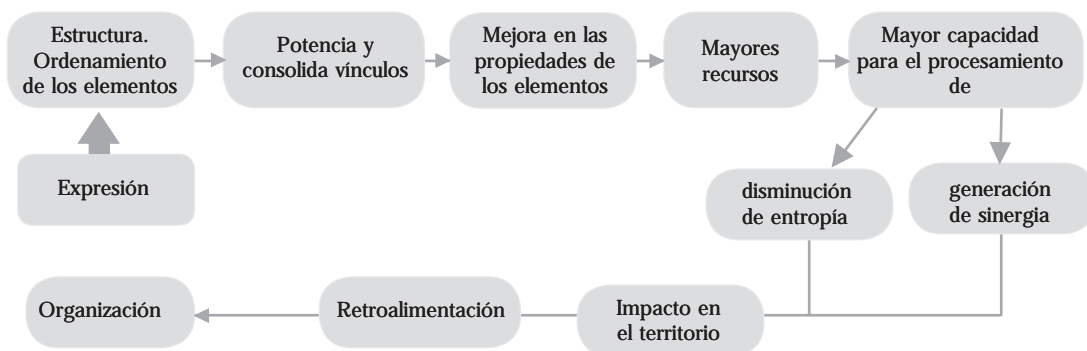 Estructura.
Ordenamiento
de los elementos
Potencia y
consolida vínculos
Mejora en las
propiedades de
los elementos
Mayores
recursos
Mayor capacidad
para el procesamiento
de
Expresión
disminución
de entropía
generación
de sinergia
Organización
Retroalimentación
Impacto en
el territorio